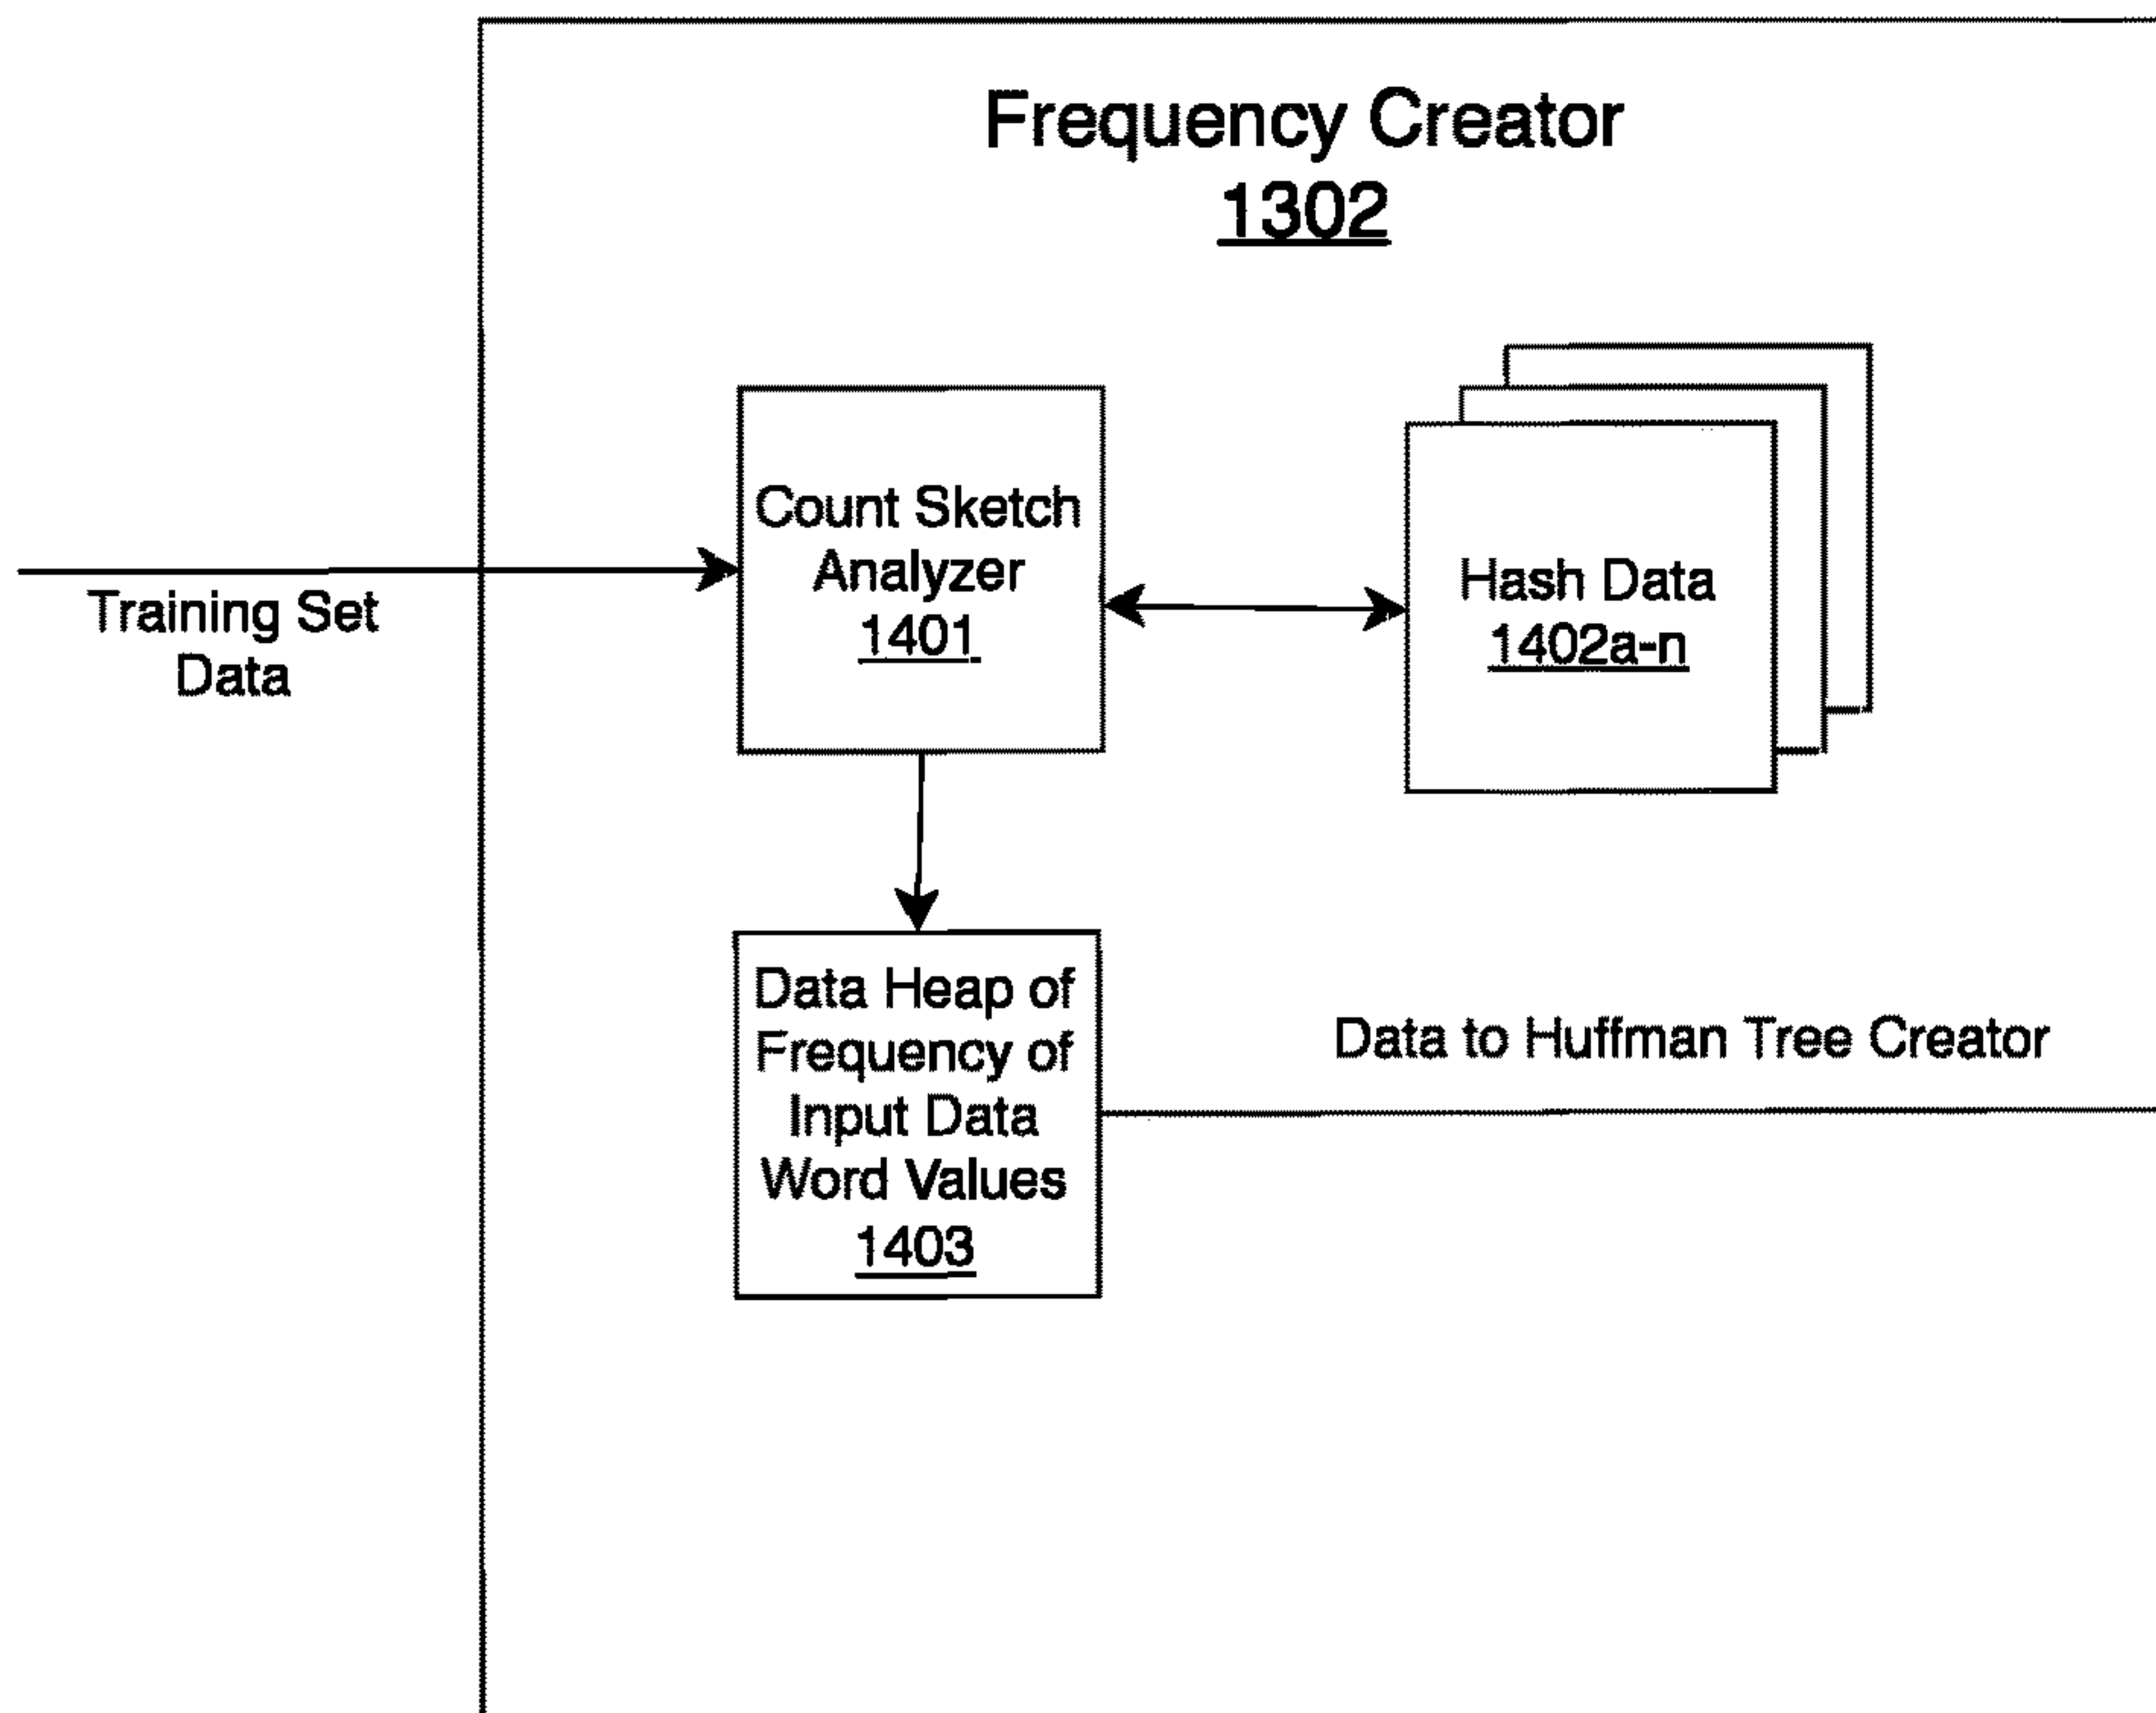 Frequency Creator
1302
Count Sketch
Analyzer
1401
Hash Data
1402a-n
Training Set
Data
Data Heap of
Frequency of
Input Data
Word Values
1403
Data to Huffman Tree Creator